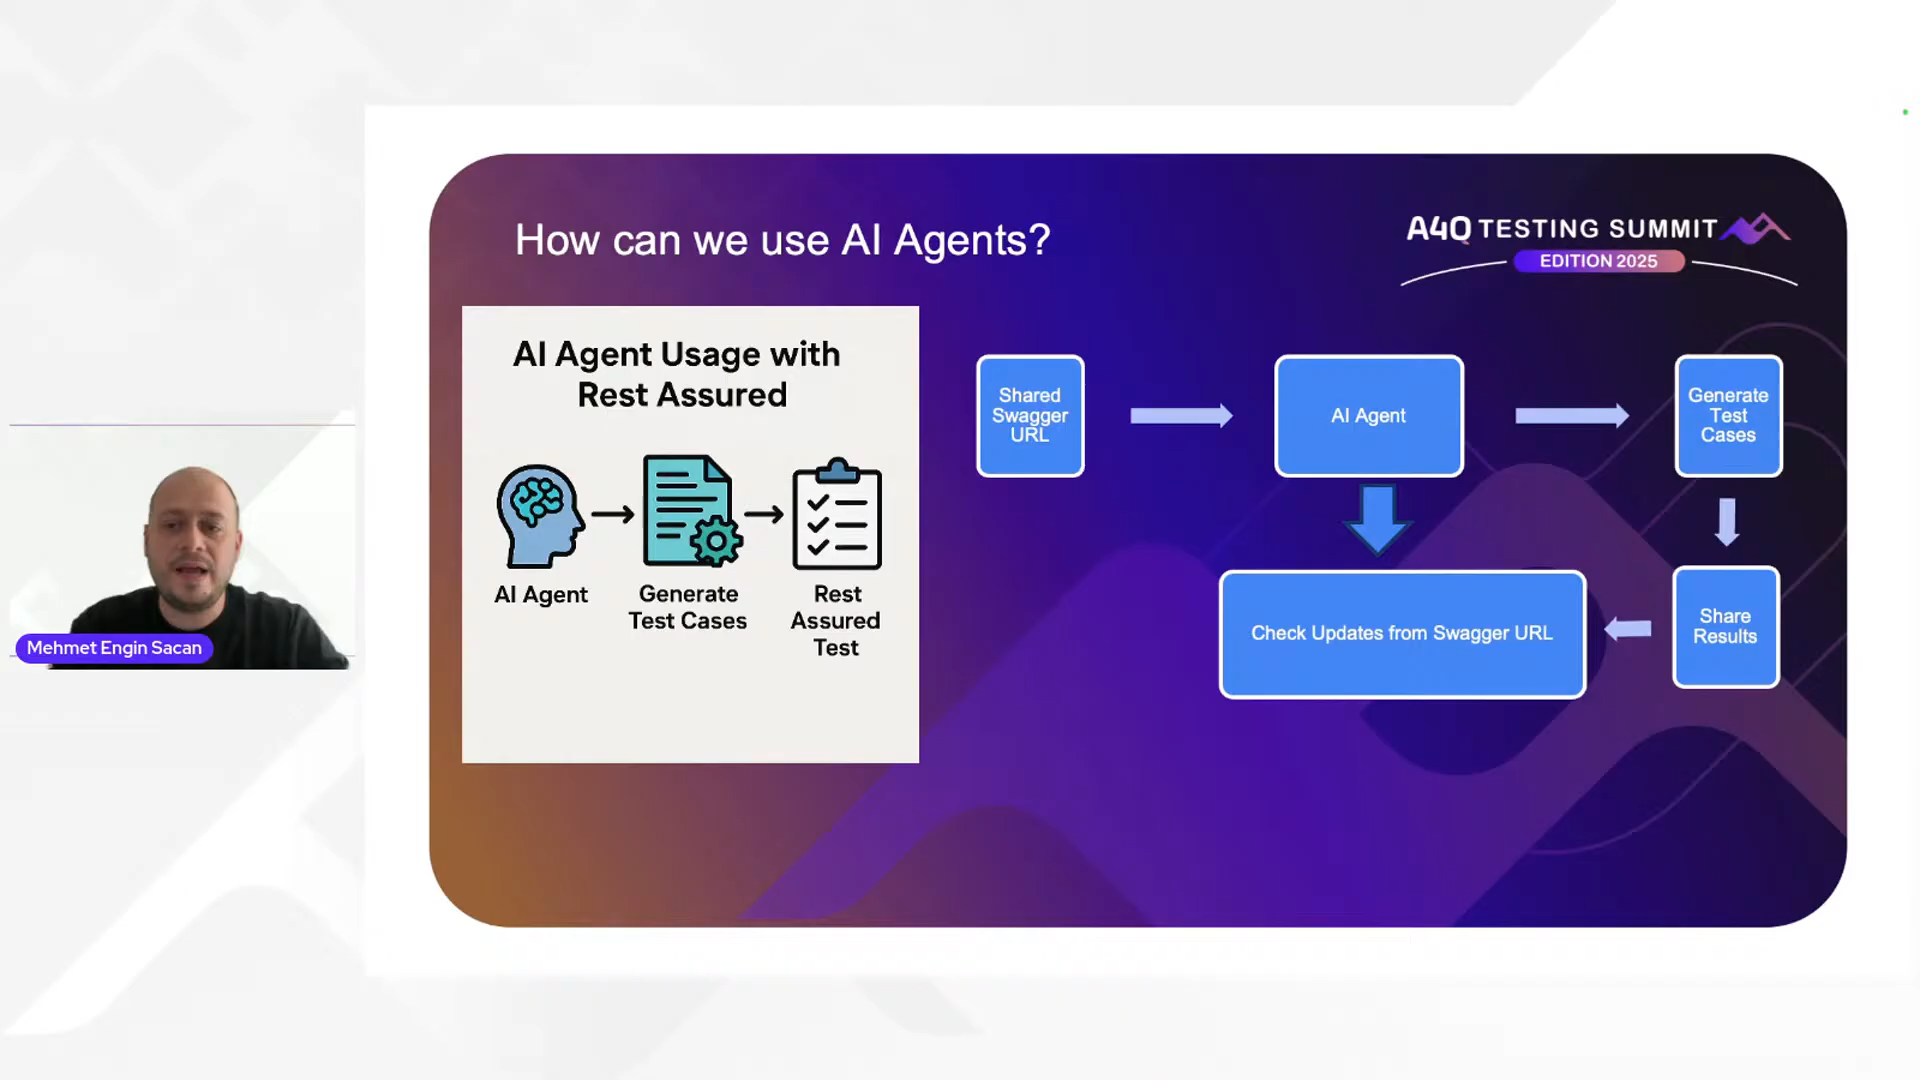 How can we use AI Agents?
A4Q TESTING SUMMIT
EDITION 2025
AI Agent Usage with
Rest Assured
AI Agent
Generate
Test Cases
Rest
Assured
Test
Shared
Swagger
URL
AI Agent
Generate
Test
Cases
Check Updates from Swagger URL
Share
Results
Mehmet Engin Sacan